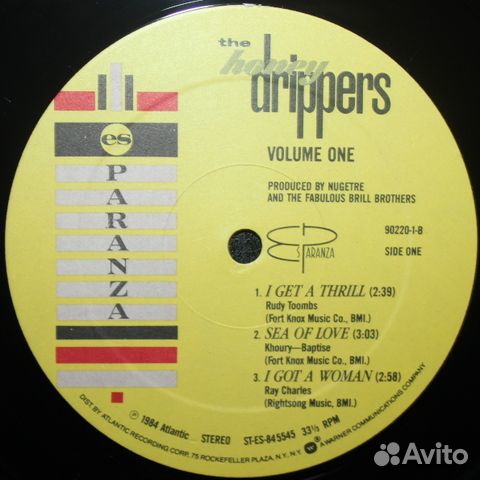 the
honey
drippers
VOLUME ONE
es
PARANZA
PRODUCED BY NUGETRE
AND THE FABULOUS BRILL BROTHERS
ES PARANZA
90220-1-B
SIDE ONE
1. I GET A THRILL (2:39)
Rudy Toombs
(Fort Knox Music Co., BMI.)
2. SEA OF LOVE (3:03)
Khoury—Baptise
(Fort Knox Music Co., BMI.)
3. I GOT A WOMAN (2:58)
Ray Charles
(Rightsong Music, BMI.)
℗ 1984 Atlantic STEREO ST-ES-845545 33⅓ RPM
DIST. BY ATLANTIC RECORDING CORP., 75 ROCKEFELLER PLAZA, N.Y., N.Y. W A WARNER COMMUNICATIONS COMPANY
Avito